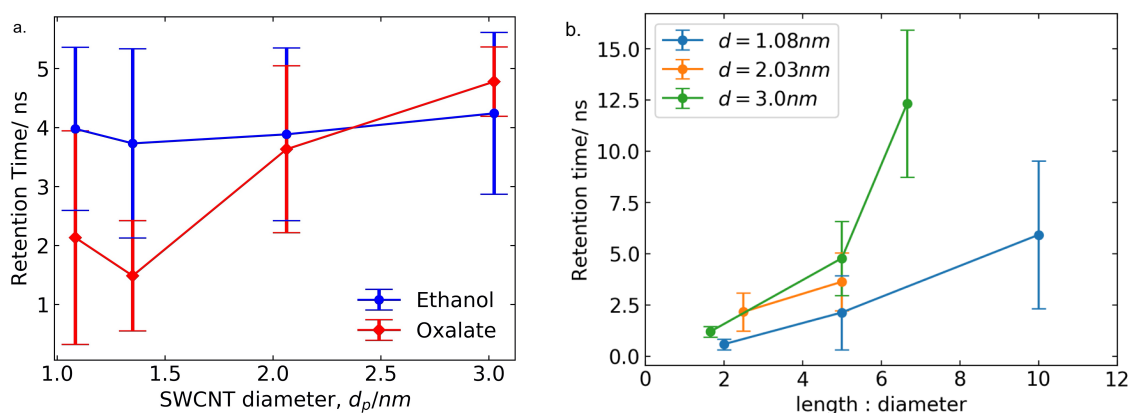 a.
Retention Time/ ns
5
4
3
2
1
1.0 1.5 2.0 2.5 3.0
SWCNT diameter, d_p/nm
Ethanol
Oxalate
b.
Retention time/ ns
15.0
12.5
10.0
7.5
5.0
2.5
0.0
0 2 4 6 8 10 12
length : diameter
d = 1.08nm
d = 2.03nm
d = 3.0nm